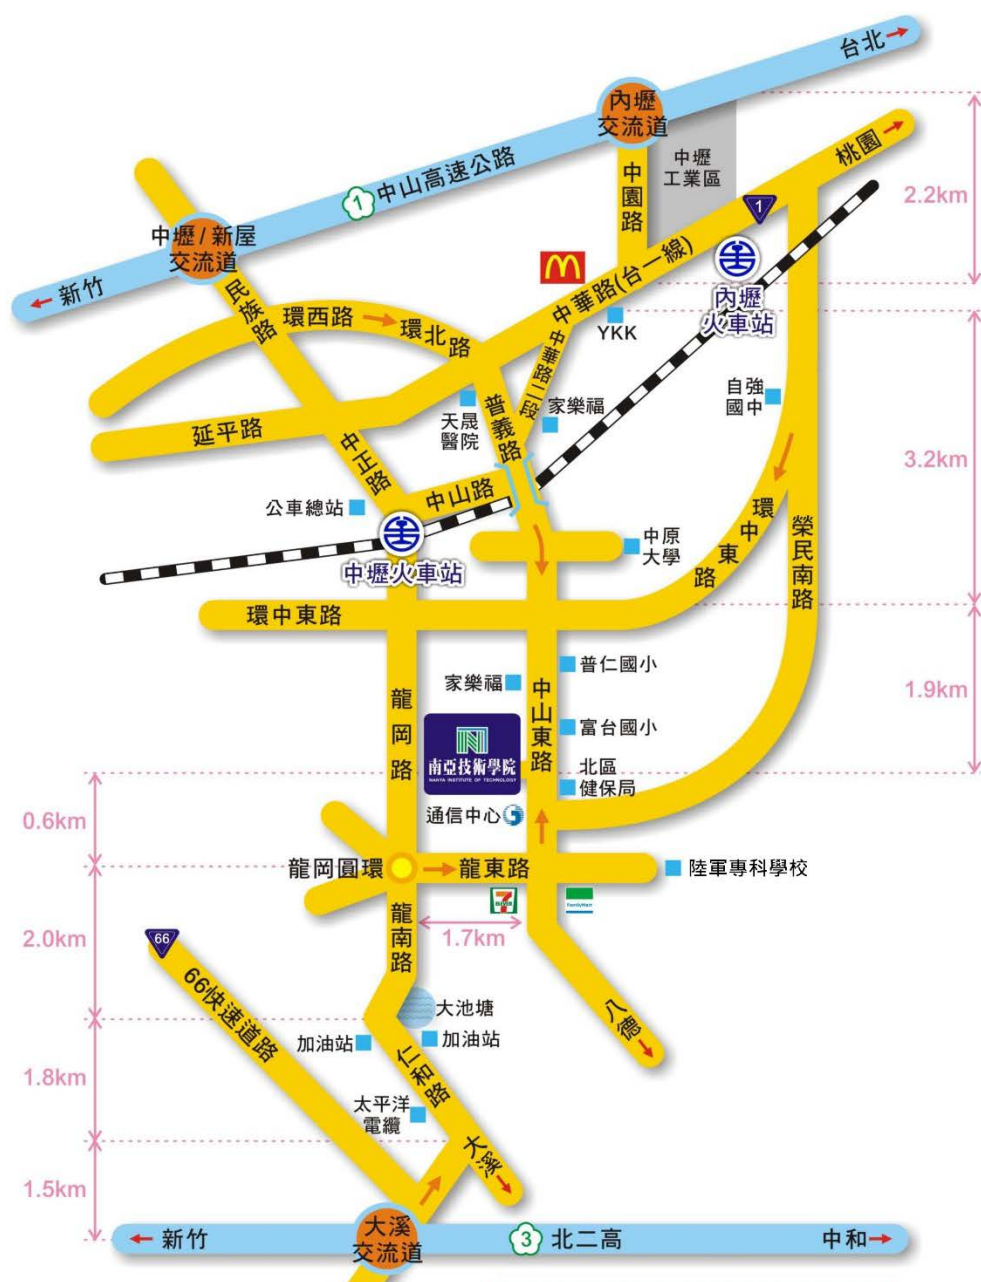 台北
內壢
交流道
中壢
工業區
桃園
中園路
2.2km
1
中山高速公路
1
中壢/新屋
交流道
新竹
中華路(台一線)
內壢
火車站
YKK
民族路
環西路
環北路
中華路二段
自強
國中
天晟
醫院
普義路
家樂福
延平路
3.2km
中正路
中山路
公車總站
環中東路
榮民南路
中原
大學
中壢火車站
環中東路
普仁國小
家樂福
中山東路
1.9km
龍岡路
富台國小
南亞技術學院
NANYA INSTITUTE OF TECHNOLOGY
北區
健保局
通信中心
0.6km
龍岡圓環
龍東路
陸軍專科學校
7
ELEVEN
FamilyMart
龍南路
1.7km
2.0km
66
66快速道路
大池塘
八德
加油站
加油站
仁和路
1.8km
太平洋
電纜
大溪
1.5km
大溪
交流道
新竹
3
北二高
中和